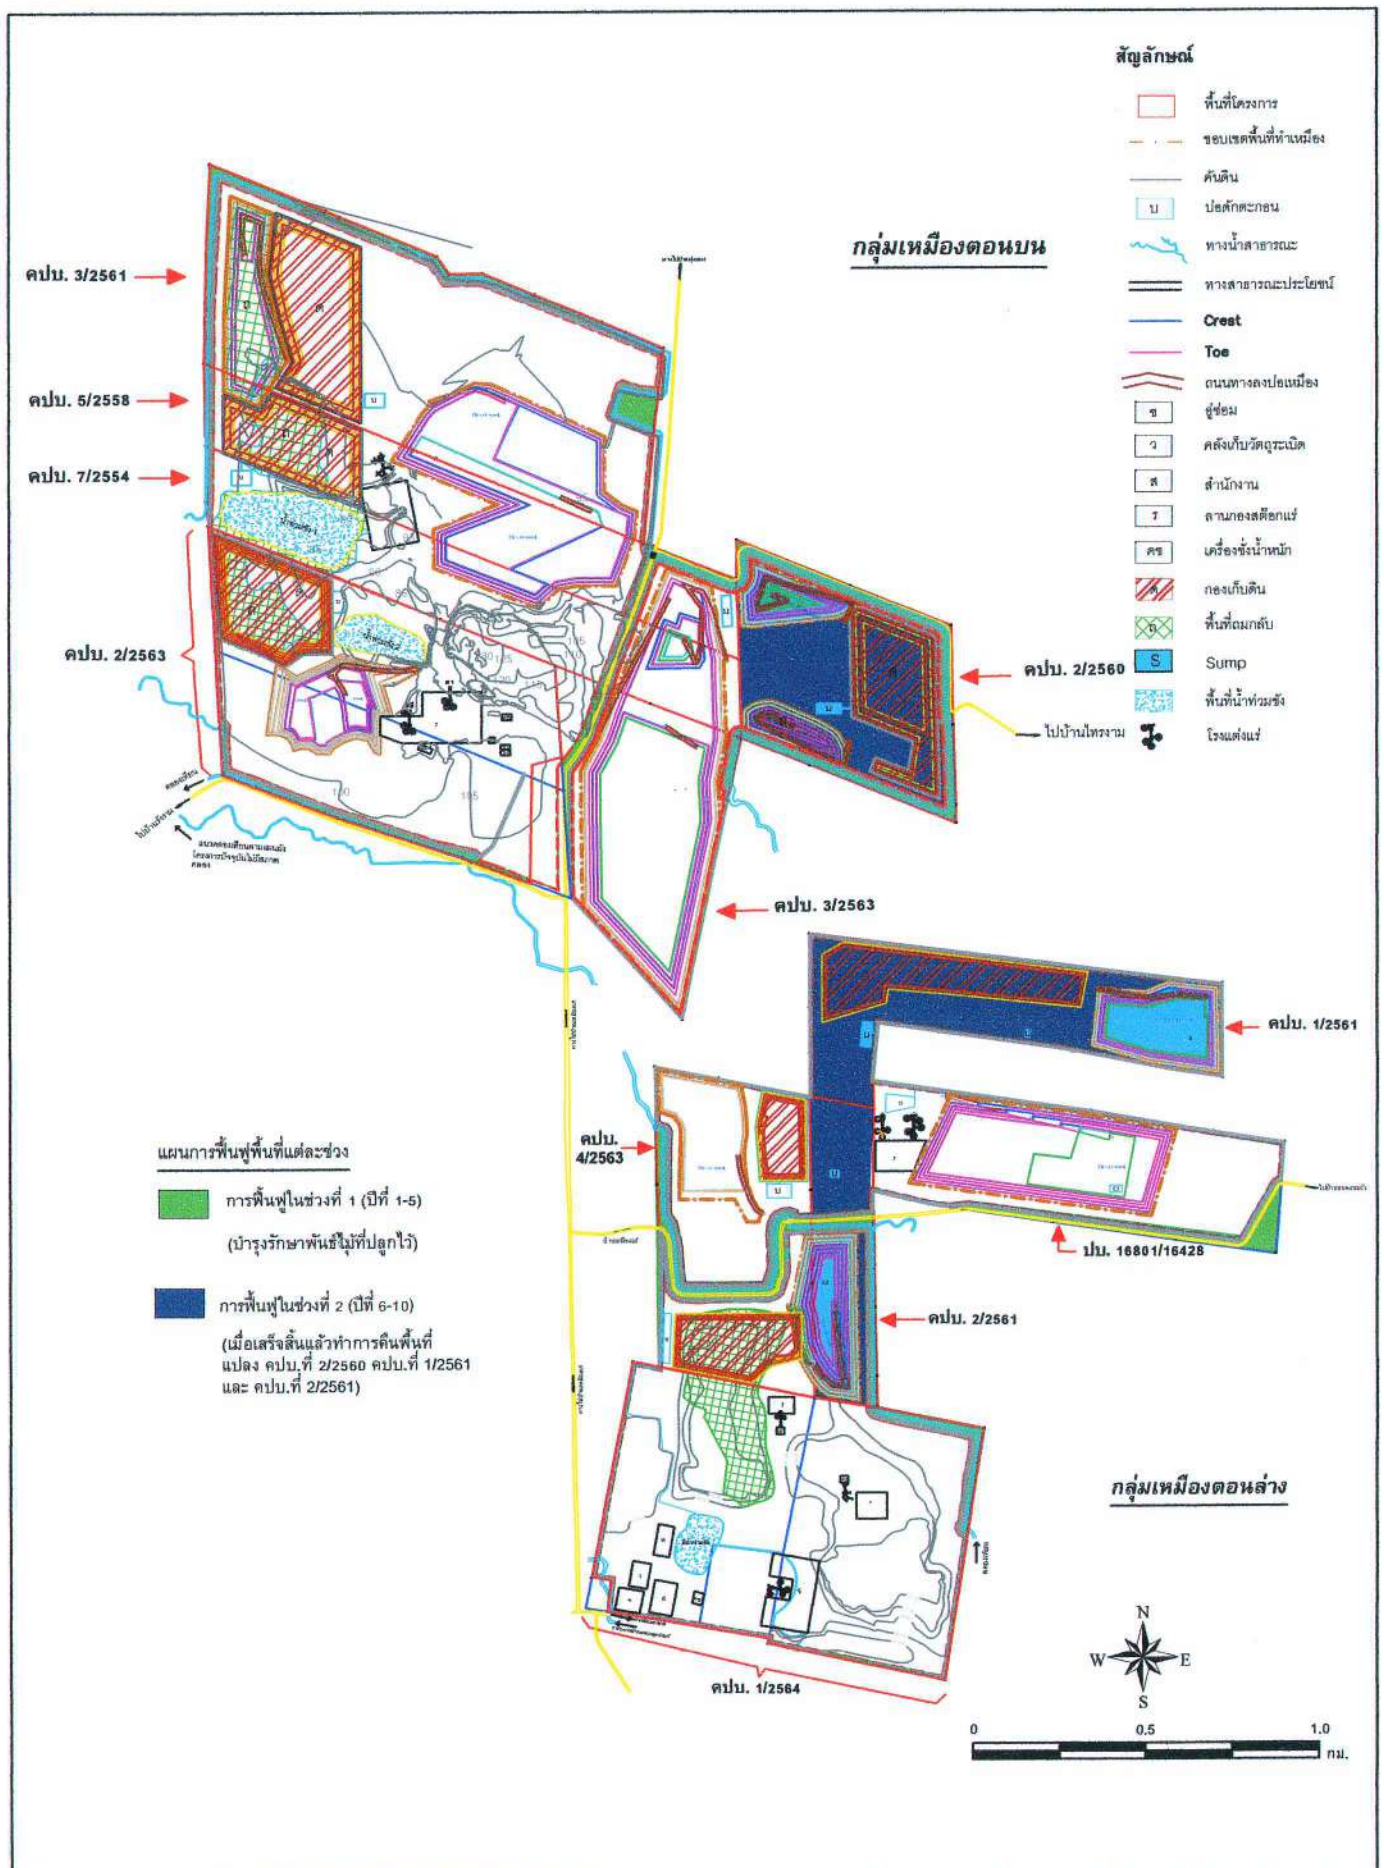 สัญลักษณ์
พื้นที่โครงการ
ขอบเขตพื้นที่ทำเหมือง
คันดิน
บ
บ่อดักตะกอน
ทางน้ำสาธารณะ
ทางสาธารณะประโยชน์
Crest
Toe
ถนนทางลงบ่อเหมือง
ซ
อู่ซ่อม
ว
คลังเก็บวัตถุระเบิด
ส
สำนักงาน
ร
ลานกองสต๊อกแร่
คช
เครื่องชั่งน้ำหนัก
ด
กองเก็บดิน
ถ
พื้นที่ถมกลับ
S
Sump
พื้นที่น้ำท่วมขัง
โรงแต่งแร่
กลุ่มเหมืองตอนบน
คปบ. 3/2561
คปบ. 5/2558
คปบ. 7/2554
คปบ. 2/2563
คปบ. 2/2560
ไปบ้านไทรงาม
คปบ. 3/2563
คปบ. 1/2561
คปบ.
4/2563
ปบ. 16801/16428
คปบ. 2/2561
แผนการฟื้นฟูพื้นที่แต่ละช่วง
การฟื้นฟูในช่วงที่ 1 (ปีที่ 1-5)
(บำรุงรักษาพันธุ์ไม้ที่ปลูกไว้)
การฟื้นฟูในช่วงที่ 2 (ปีที่ 6-10)
(เมื่อเสร็จสิ้นแล้วทำการคืนพื้นที่
แปลง คปบ.ที่ 2/2560 คปบ.ที่ 1/2561
และ คปบ.ที่ 2/2561)
กลุ่มเหมืองตอนล่าง
คปบ. 1/2564
N
W
E
S
0
0.5
1.0
กม.
100
105